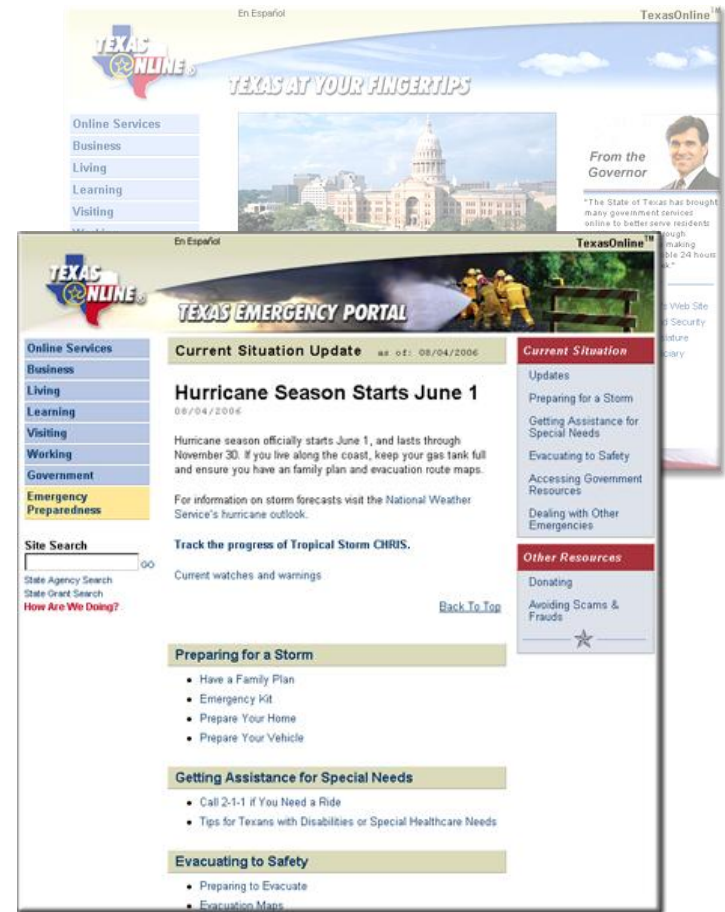 En Español
TexasOnline™
TEXAS
ONLINE®
TEXAS AT YOUR FINGERTIPS
Online Services
Business
Living
Learning
Visiting
From the
Governor
"The State of Texas has brought
many government services
online to better serve residents
making
ble 24 hours
's Web Site
d Security
En Español
TexasOnline™
TEXAS
ONLINE®
TEXAS EMERGENCY PORTAL
Online Services
Business
Living
Learning
Visiting
Working
Government
Emergency
Preparedness
Site Search
GO
State Agency Search
State Grant Search
How Are We Doing?
Current Situation Update as of: 08/04/2006
Hurricane Season Starts June 1
08/04/2006
Hurricane season officially starts June 1, and lasts through
November 30. If you live along the coast, keep your gas tank full
and ensure you have an family plan and evacuation route maps.
For information on storm forecasts visit the National Weather
Service's hurricane outlook.
Track the progress of Tropical Storm CHRIS.
Current watches and warnings
Back To Top
Preparing for a Storm
• Have a Family Plan
• Emergency Kit
• Prepare Your Home
• Prepare Your Vehicle
Getting Assistance for Special Needs
• Call 2-1-1 if You Need a Ride
• Tips for Texans with Disabilities or Special Healthcare Needs
Evacuating to Safety
• Preparing to Evacuate
• Evacuation Maps
Current Situation
Updates
Preparing for a Storm
Getting Assistance for
Special Needs
Evacuating to Safety
Accessing Government
Resources
Dealing with Other
Emergencies
Other Resources
Donating
Avoiding Scams &
Frauds